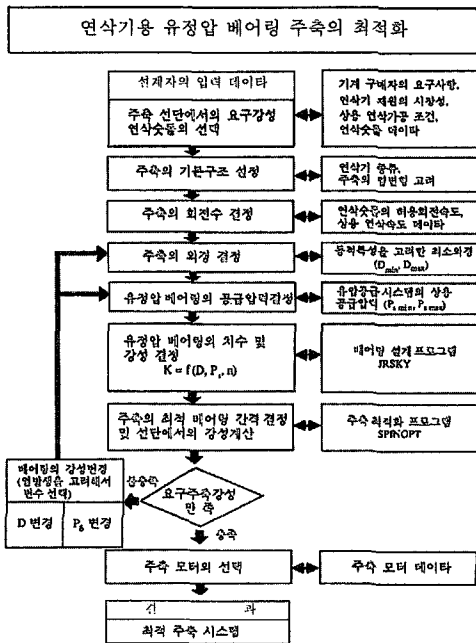 연삭기용 유정압 베어링 주축의 최적화
설계자의 입력 데이타
주축 선단에서의 요구강성
연삭숫돌의 선택
기계 구매자의 요구사항,
연삭기 재원의 시장성,
상용 연삭가공 조건,
연삭숫돌 데이타
주축의 기본구조 선정
연삭기 종류,
주축의 열변형 고려
주축의 회전수 결정
연삭숫돌의 허용회전속도,
상용 연삭속도 데이타
주축의 외경 결정
동적특성을 고려한 최소외경
(Dmin, Dmax)
유정압 베어링의 공급압력결정
유압공급시스템의 상용
공급압력 (Ps min, Ps max)
유정압 베어링의 치수 및
강성 결정
K = f(D, Ps, n)
베어링 설계 프로그램
JRSKY
주축의 최적 베어링 간격 결정
및 선단에서의 강성계산
주축 최적화 프로그램
SPINOPT
베어링의 강성변경
(열발생을 고려해서
변수 선택)
불충족
요구주축강성
만 족
D 변경
Ps 변경
충족
주축 모터의 선택
주축 모터 데이타
결 과
최적 주축 시스템